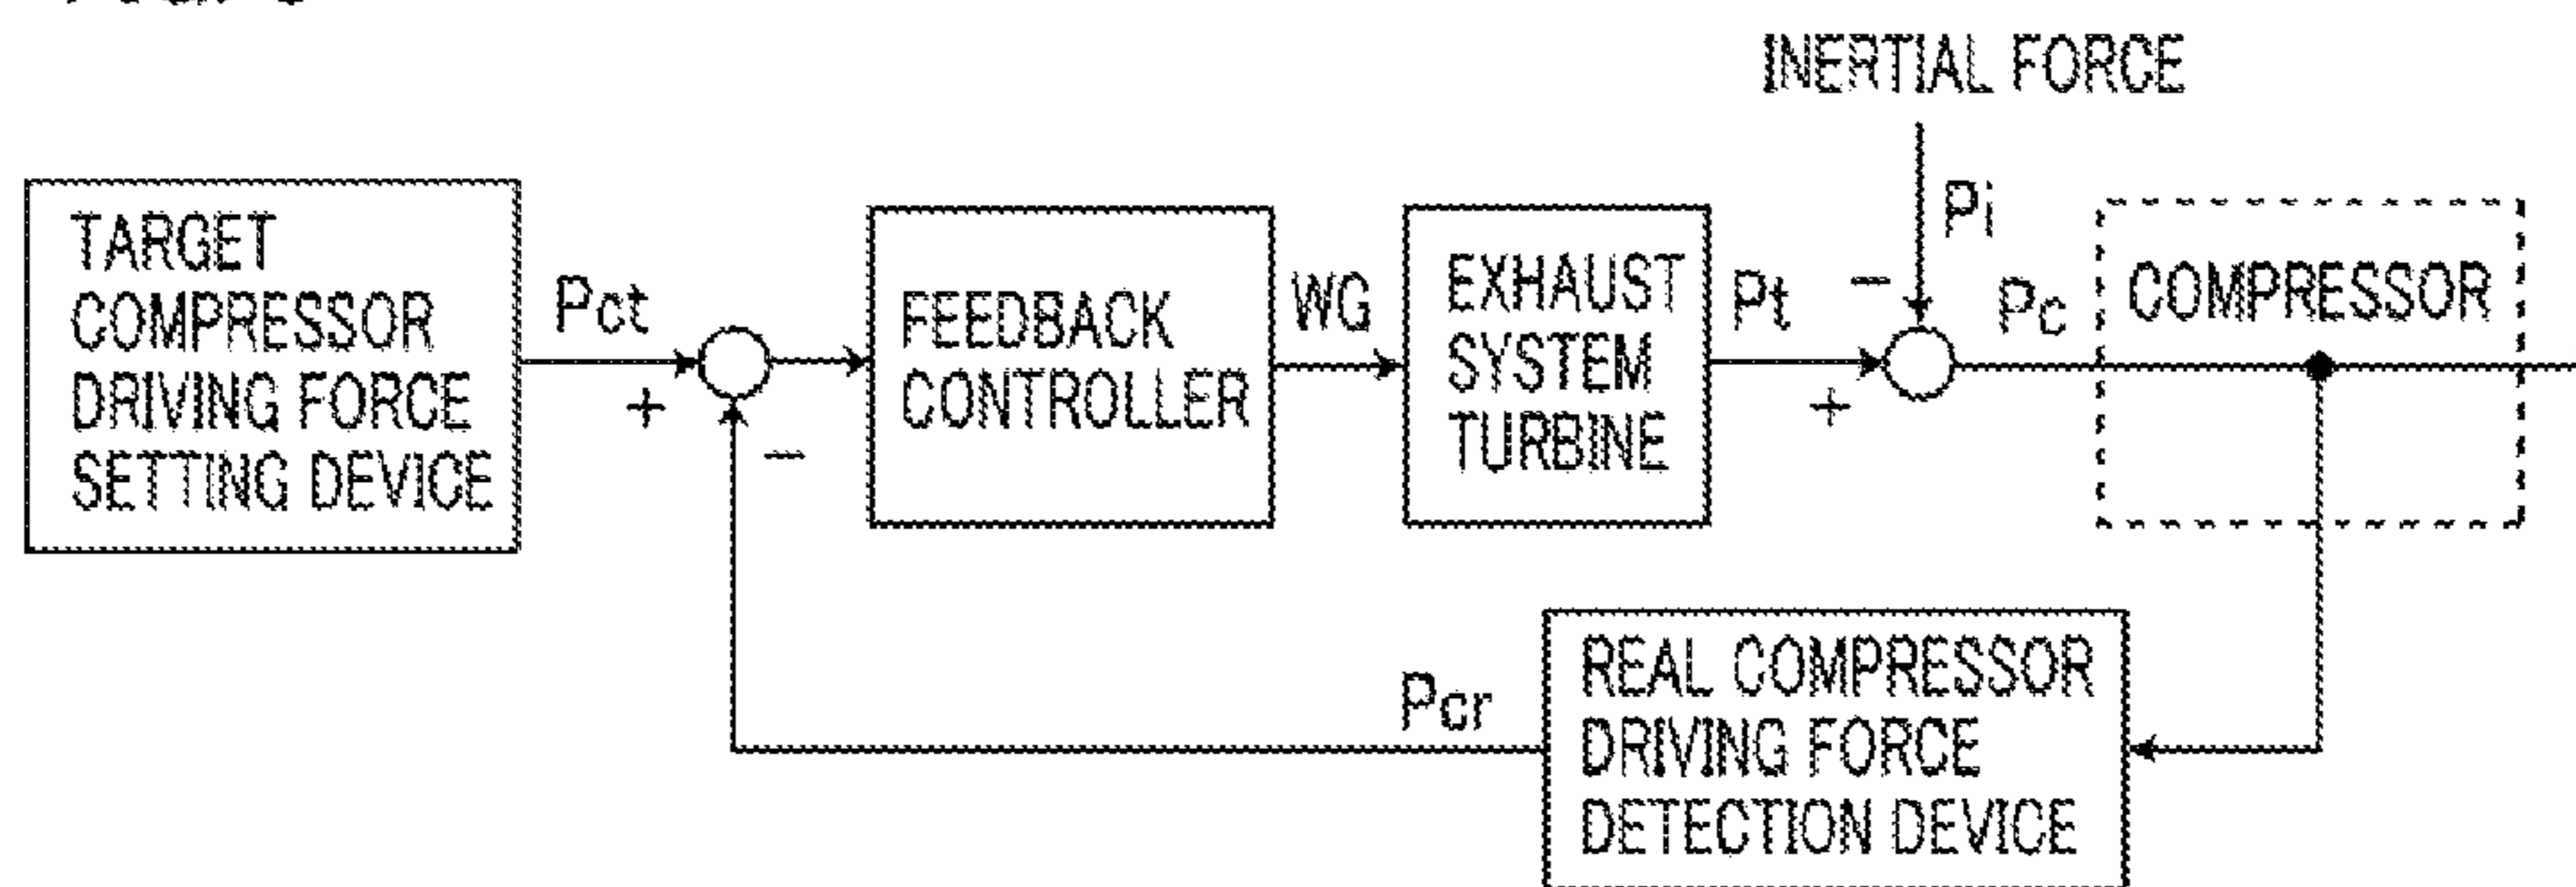 INERTIAL FORCE
Pi
TARGET
COMPRESSOR
DRIVING FORCE
SETTING DEVICE
Pct
+
−
FEEDBACK
CONTROLLER
WG
EXHAUST
SYSTEM
TURBINE
Pt
−
+
Pc
COMPRESSOR
Pcr
REAL COMPRESSOR
DRIVING FORCE
DETECTION DEVICE